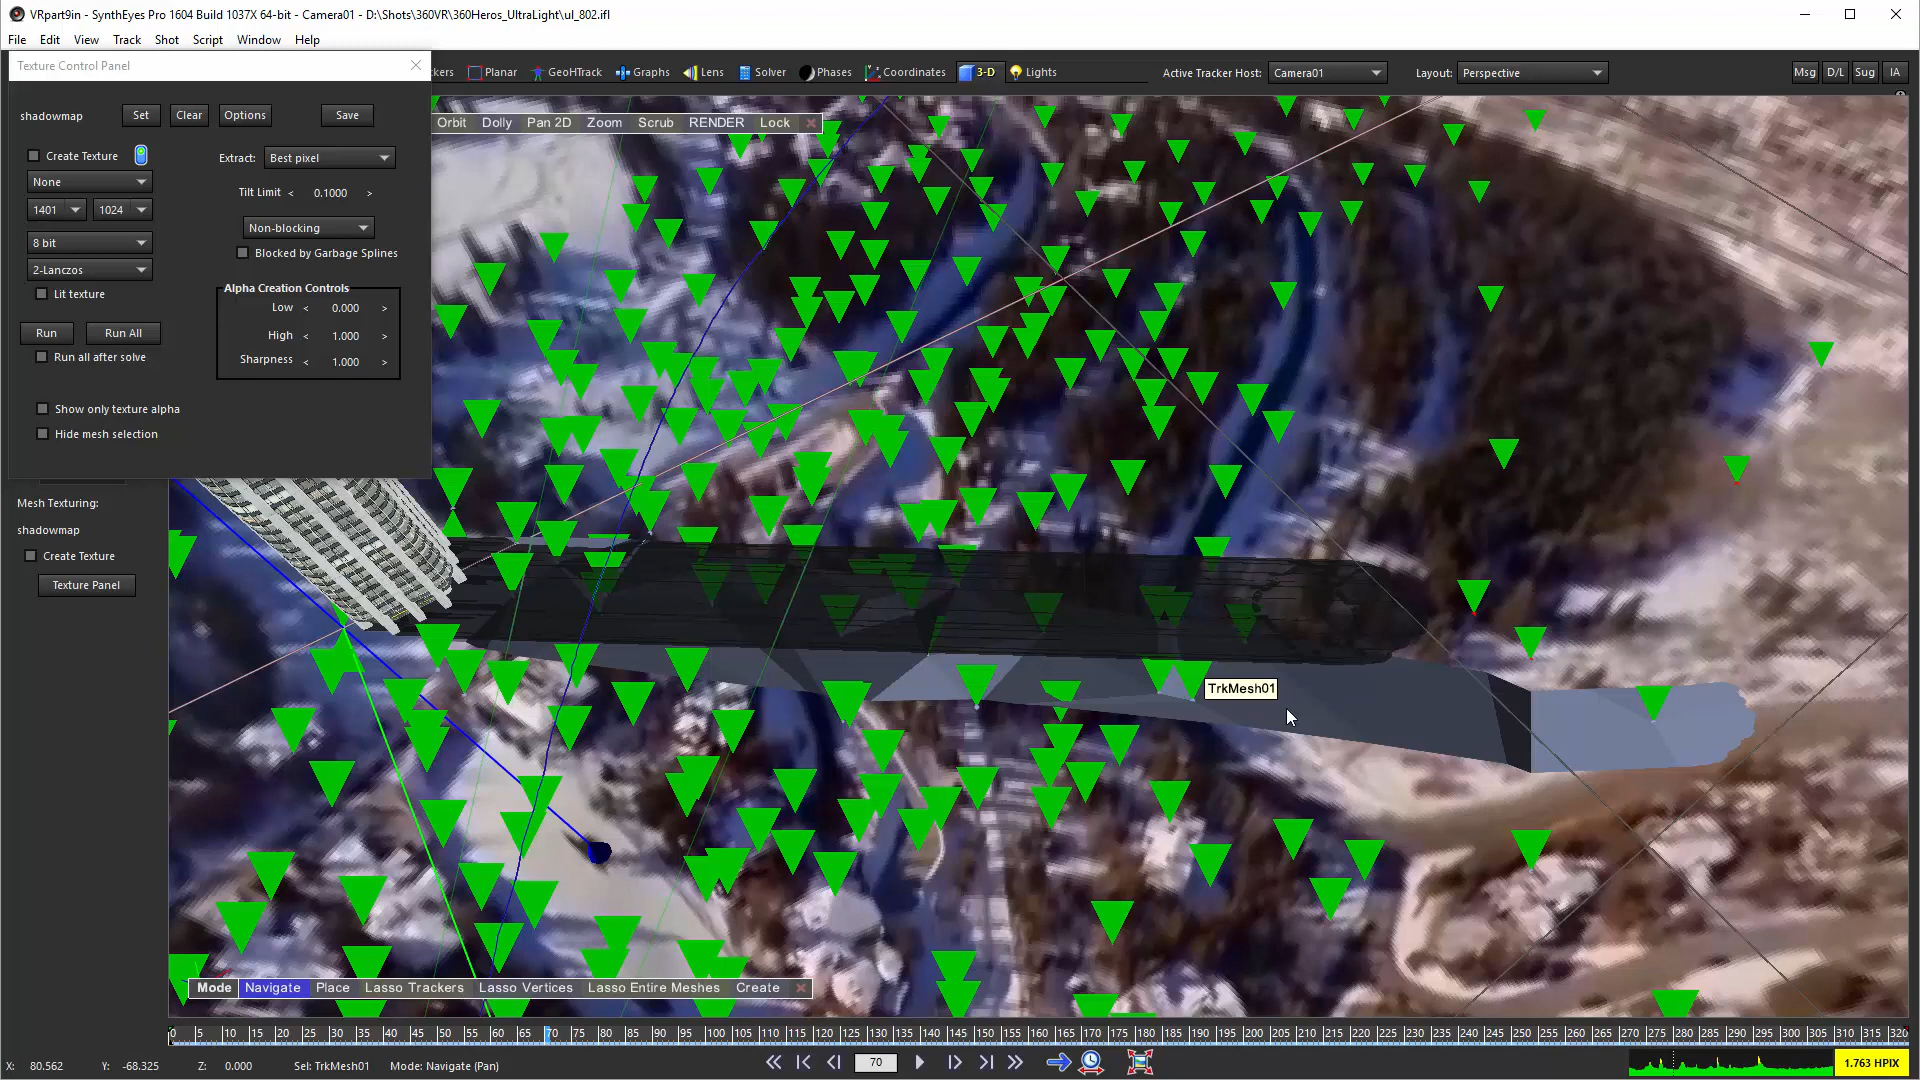 VRpart9in - SynthEyes Pro 1604 Build 1037X 64-bit - Camera01 - D:\Shots\360VR\360Heros_UltraLight\ul_802.ifl
File Edit View Track Shot Script Window Help
Texture Control Panel
kers Planar GeoHTrack Graphs Lens Solver Phases Coordinates 3-D Lights Active Tracker Host: Camera01 Layout: Perspective Msg D/L Sug IA
shadowmap Set Clear Options Save
Orbit Dolly Pan 2D Zoom Scrub RENDER Lock
Create Texture Extract: Best pixel
None
Tilt Limit < 0.1000 >
1401 1024
Non-blocking
8 bit
Blocked by Garbage Splines
2-Lanczos
Lit texture
Alpha Creation Controls
Low < 0.000 >
Run Run All
High < 1.000 >
Run all after solve
Sharpness < 1.000 >
Show only texture alpha
Hide mesh selection
Mesh Texturing:
shadowmap
Create Texture
Texture Panel
TrkMesh01
Mode Navigate Place Lasso Trackers Lasso Vertices Lasso Entire Meshes Create
0 5 10 15 20 25 30 35 40 45 50 55 60 65 70 75 80 85 90 95 100 105 110 115 120 125 130 135 140 145 150 155 160 165 170 175 180 185 190 195 200 205 210 215 220 225 230 235 240 245 250 255 260 265 270 275 280 285 290 295 300 305 310 315 320
X: 80.562 Y: -68.325 Z: 0.000 Sel: TrkMesh01 Mode: Navigate (Pan) 70 1.763 HPIX